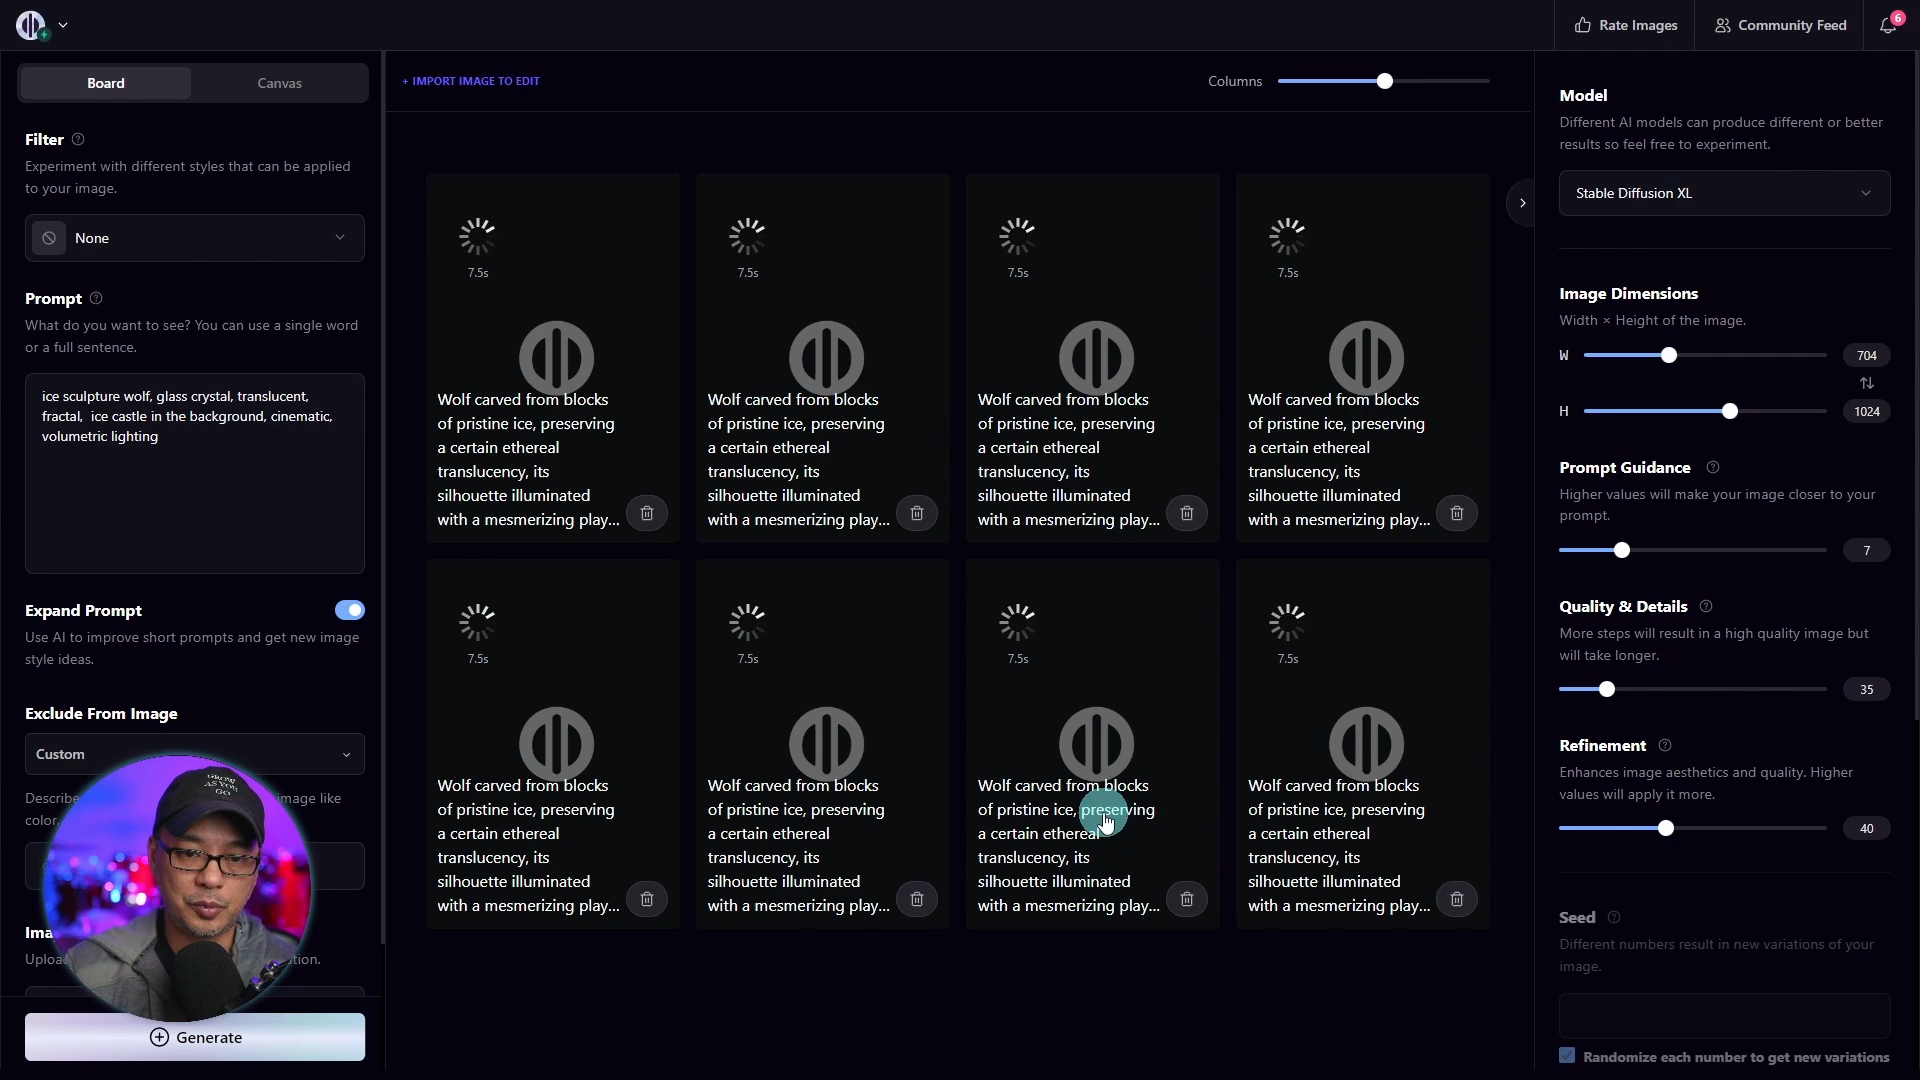 Rate Images
Community Feed
6
Board
Canvas
+ IMPORT IMAGE TO EDIT
Columns
Filter
Experiment with different styles that can be applied
to your image.
None
Prompt
What do you want to see? You can use a single word
or a full sentence.
ice sculpture wolf, glass crystal, translucent,
fractal, ice castle in the background, cinematic,
volumetric lighting
Expand Prompt
Use AI to improve short prompts and get new image
style ideas.
Exclude From Image
Custom
Describe
image like
color,
Uploa
tion.
Generate
7.5s
Wolf carved from blocks
of pristine ice, preserving
a certain ethereal
translucency, its
silhouette illuminated
with a mesmerizing play...
7.5s
Wolf carved from blocks
of pristine ice, preserving
a certain ethereal
translucency, its
silhouette illuminated
with a mesmerizing play...
7.5s
Wolf carved from blocks
of pristine ice, preserving
a certain ethereal
translucency, its
silhouette illuminated
with a mesmerizing play...
7.5s
Wolf carved from blocks
of pristine ice, preserving
a certain ethereal
translucency, its
silhouette illuminated
with a mesmerizing play...
7.5s
Wolf carved from blocks
of pristine ice, preserving
a certain ethereal
translucency, its
silhouette illuminated
with a mesmerizing play...
7.5s
Wolf carved from blocks
of pristine ice, preserving
a certain ethereal
translucency, its
silhouette illuminated
with a mesmerizing play...
7.5s
Wolf carved from blocks
of pristine ice, preserving
a certain ethereal
translucency, its
silhouette illuminated
with a mesmerizing play...
7.5s
Wolf carved from blocks
of pristine ice, preserving
a certain ethereal
translucency, its
silhouette illuminated
with a mesmerizing play...
Model
Different AI models can produce different or better
results so feel free to experiment.
Stable Diffusion XL
Image Dimensions
Width × Height of the image.
W
704
H
1024
Prompt Guidance
Higher values will make your image closer to your
prompt.
7
Quality & Details
More steps will result in a high quality image but
will take longer.
35
Refinement
Enhances image aesthetics and quality. Higher
values will apply it more.
40
Seed
Different numbers result in new variations of your
image.
Randomize each number to get new variations
GROW
AS YOU
GO